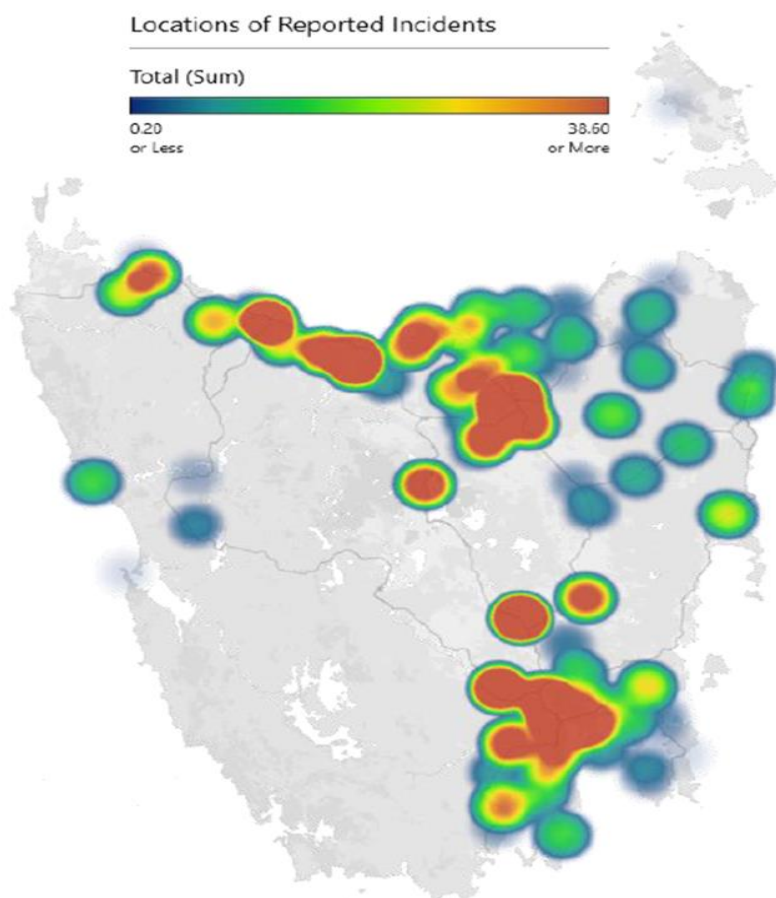 Locations of Reported Incidents
Total (Sum)
0.20
or Less
38.60
or More